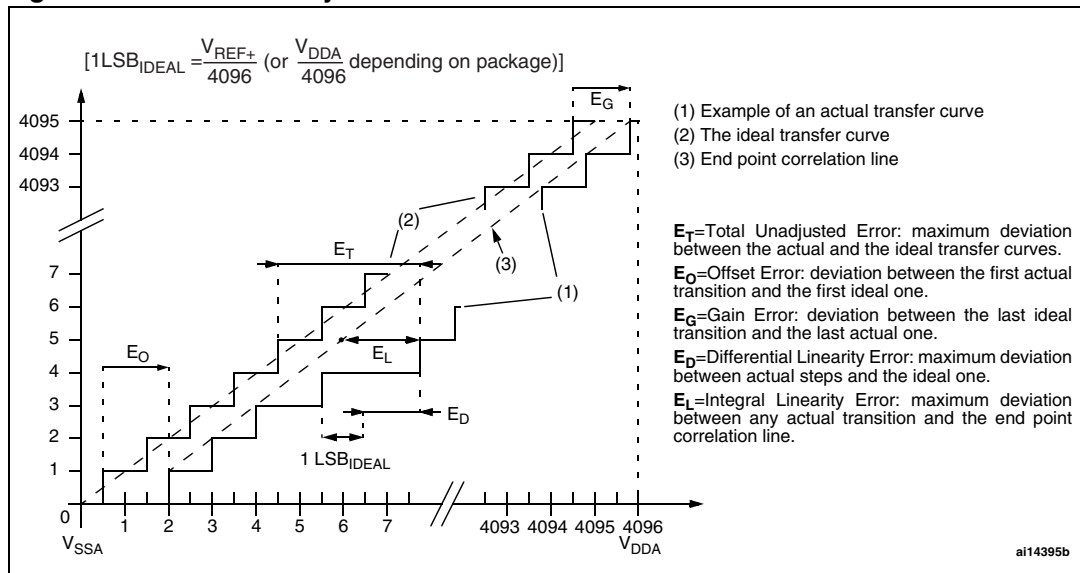 [1LSBIDEAL = VREF+/4096 (or VDDA/4096 depending on package)]
EG
4095
4094
4093
(1) Example of an actual transfer curve
(2) The ideal transfer curve
(3) End point correlation line
(2)
ET
(3)
(1)
7
6
5
4
3
2
1
0
EO
EL
ED
1 LSBIDEAL
ET=Total Unadjusted Error: maximum deviation
between the actual and the ideal transfer curves.
EO=Offset Error: deviation between the first actual
transition and the first ideal one.
EG=Gain Error: deviation between the last ideal
transition and the last actual one.
ED=Differential Linearity Error: maximum deviation
between actual steps and the ideal one.
EL=Integral Linearity Error: maximum deviation
between any actual transition and the end point
correlation line.
1 2 3 4 5 6 7 4093 4094 4095 4096
VSSA VDDA
ai14395b